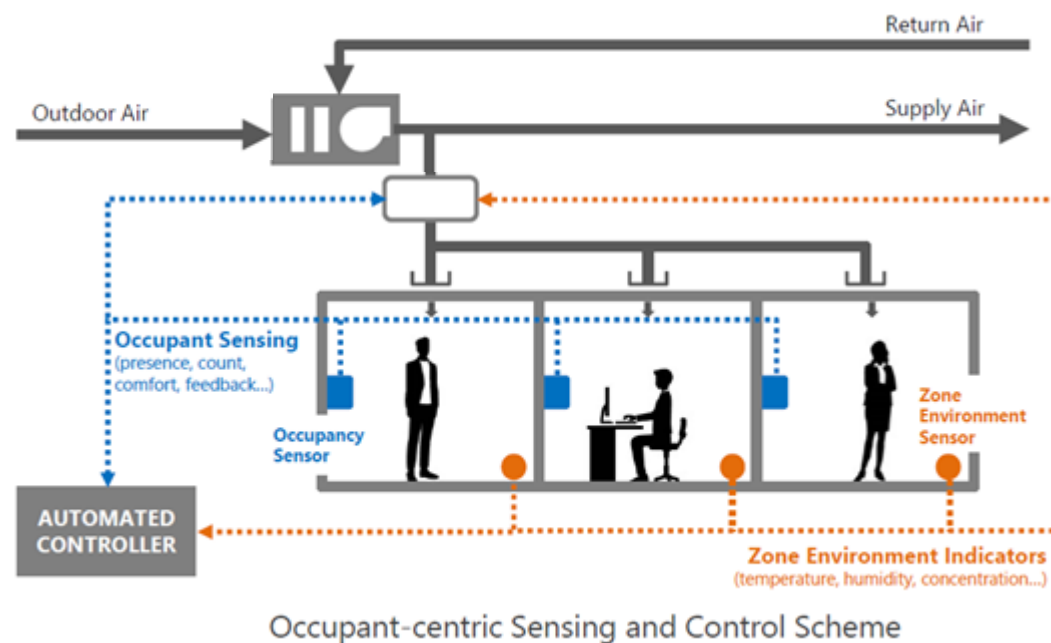 Return Air
Outdoor Air
Supply Air
Occupant Sensing
(presence, count,
comfort, feedback...)
Occupancy
Sensor
Zone
Environment
Sensor
AUTOMATED
CONTROLLER
Zone Environment Indicators
(temperature, humidity, concentration...)
Occupant-centric Sensing and Control Scheme